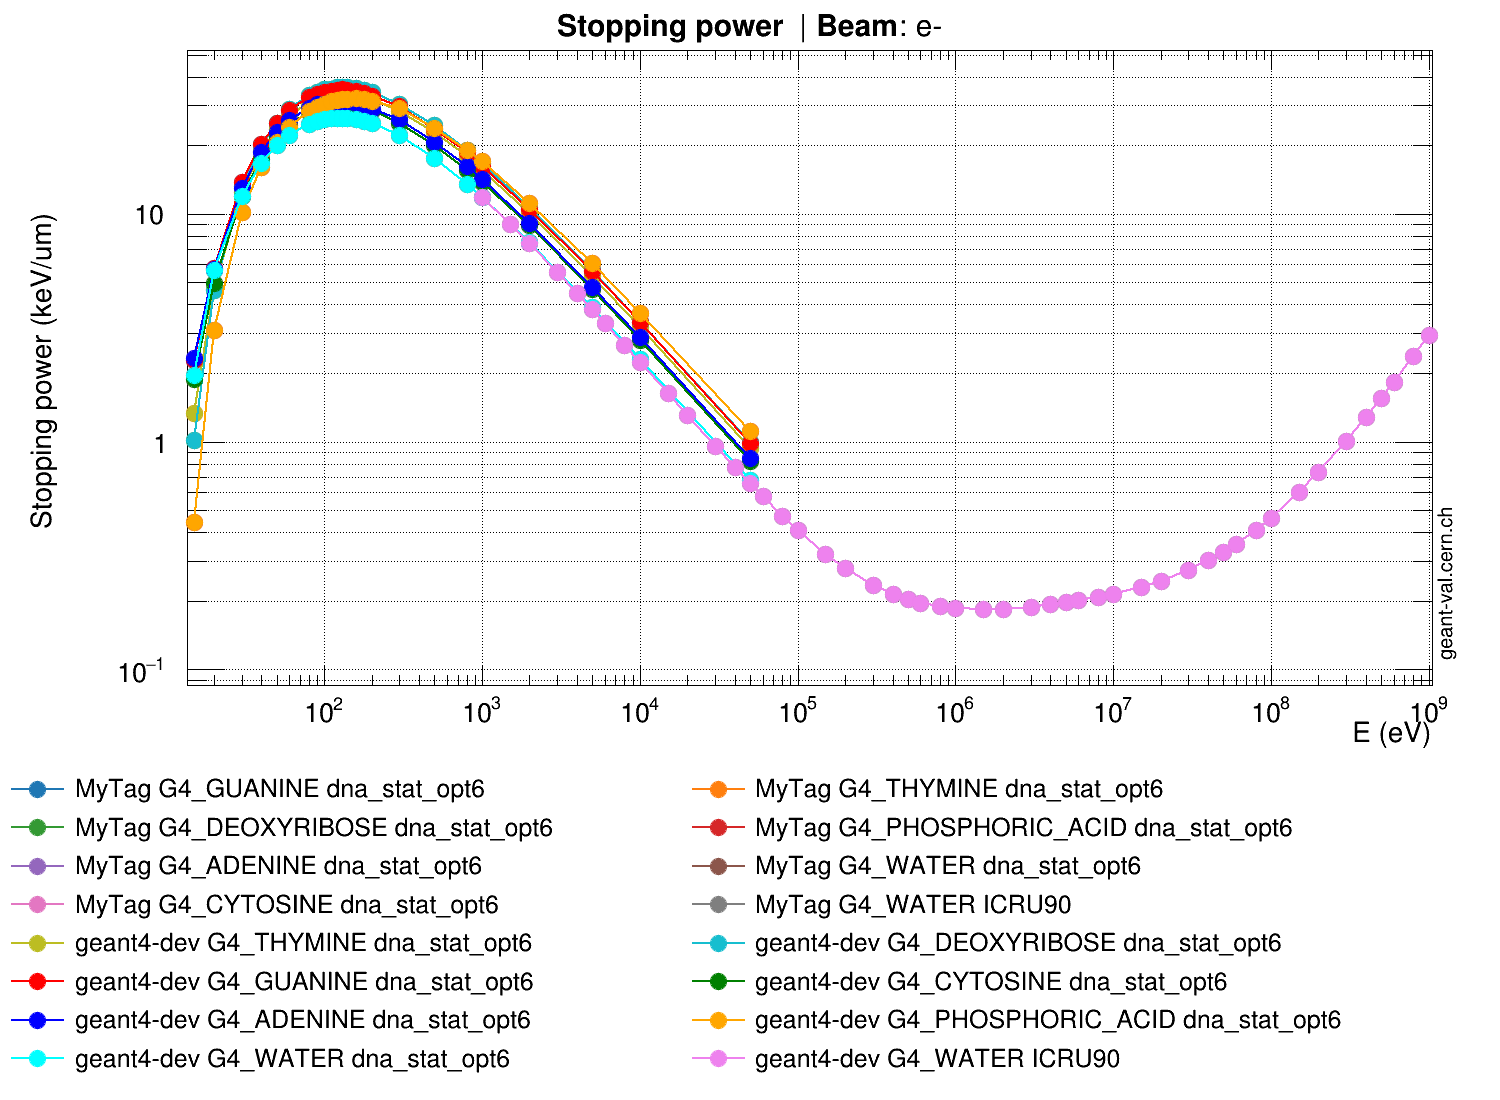 Stopping power | Beam: e-
Stopping power (keV/um)
10
1
10⁻¹
10² 10³ 10⁴ 10⁵ 10⁶ 10⁷ 10⁸ 10⁹
E (eV)
geant-val.cern.ch
MyTag G4_GUANINE dna_stat_opt6
MyTag G4_THYMINE dna_stat_opt6
MyTag G4_DEOXYRIBOSE dna_stat_opt6
MyTag G4_PHOSPHORIC_ACID dna_stat_opt6
MyTag G4_ADENINE dna_stat_opt6
MyTag G4_WATER dna_stat_opt6
MyTag G4_CYTOSINE dna_stat_opt6
MyTag G4_WATER ICRU90
geant4-dev G4_THYMINE dna_stat_opt6
geant4-dev G4_DEOXYRIBOSE dna_stat_opt6
geant4-dev G4_GUANINE dna_stat_opt6
geant4-dev G4_CYTOSINE dna_stat_opt6
geant4-dev G4_ADENINE dna_stat_opt6
geant4-dev G4_PHOSPHORIC_ACID dna_stat_opt6
geant4-dev G4_WATER dna_stat_opt6
geant4-dev G4_WATER ICRU90